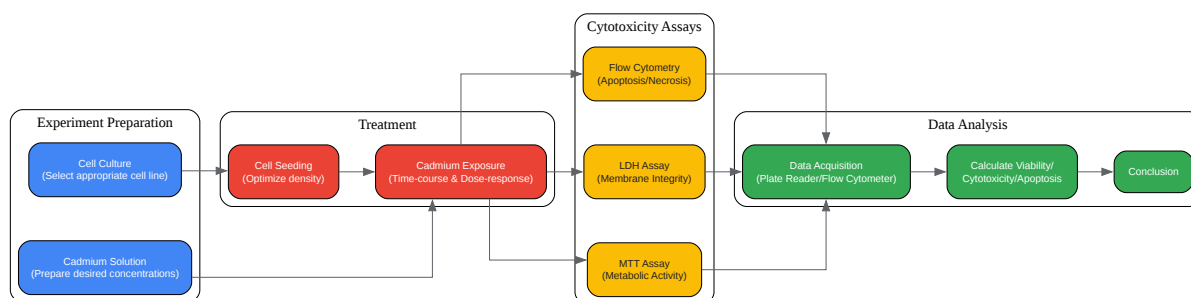 Experiment Preparation
Cell Culture
(Select appropriate cell line)
Cadmium Solution
(Prepare desired concentrations)
Treatment
Cell Seeding
(Optimize density)
Cadmium Exposure
(Time-course & Dose-response)
Cytotoxicity Assays
Flow Cytometry
(Apoptosis/Necrosis)
LDH Assay
(Membrane Integrity)
MTT Assay
(Metabolic Activity)
Data Analysis
Data Acquisition
(Plate Reader/Flow Cytometer)
Calculate Viability/
Cytotoxicity/Apoptosis
Conclusion